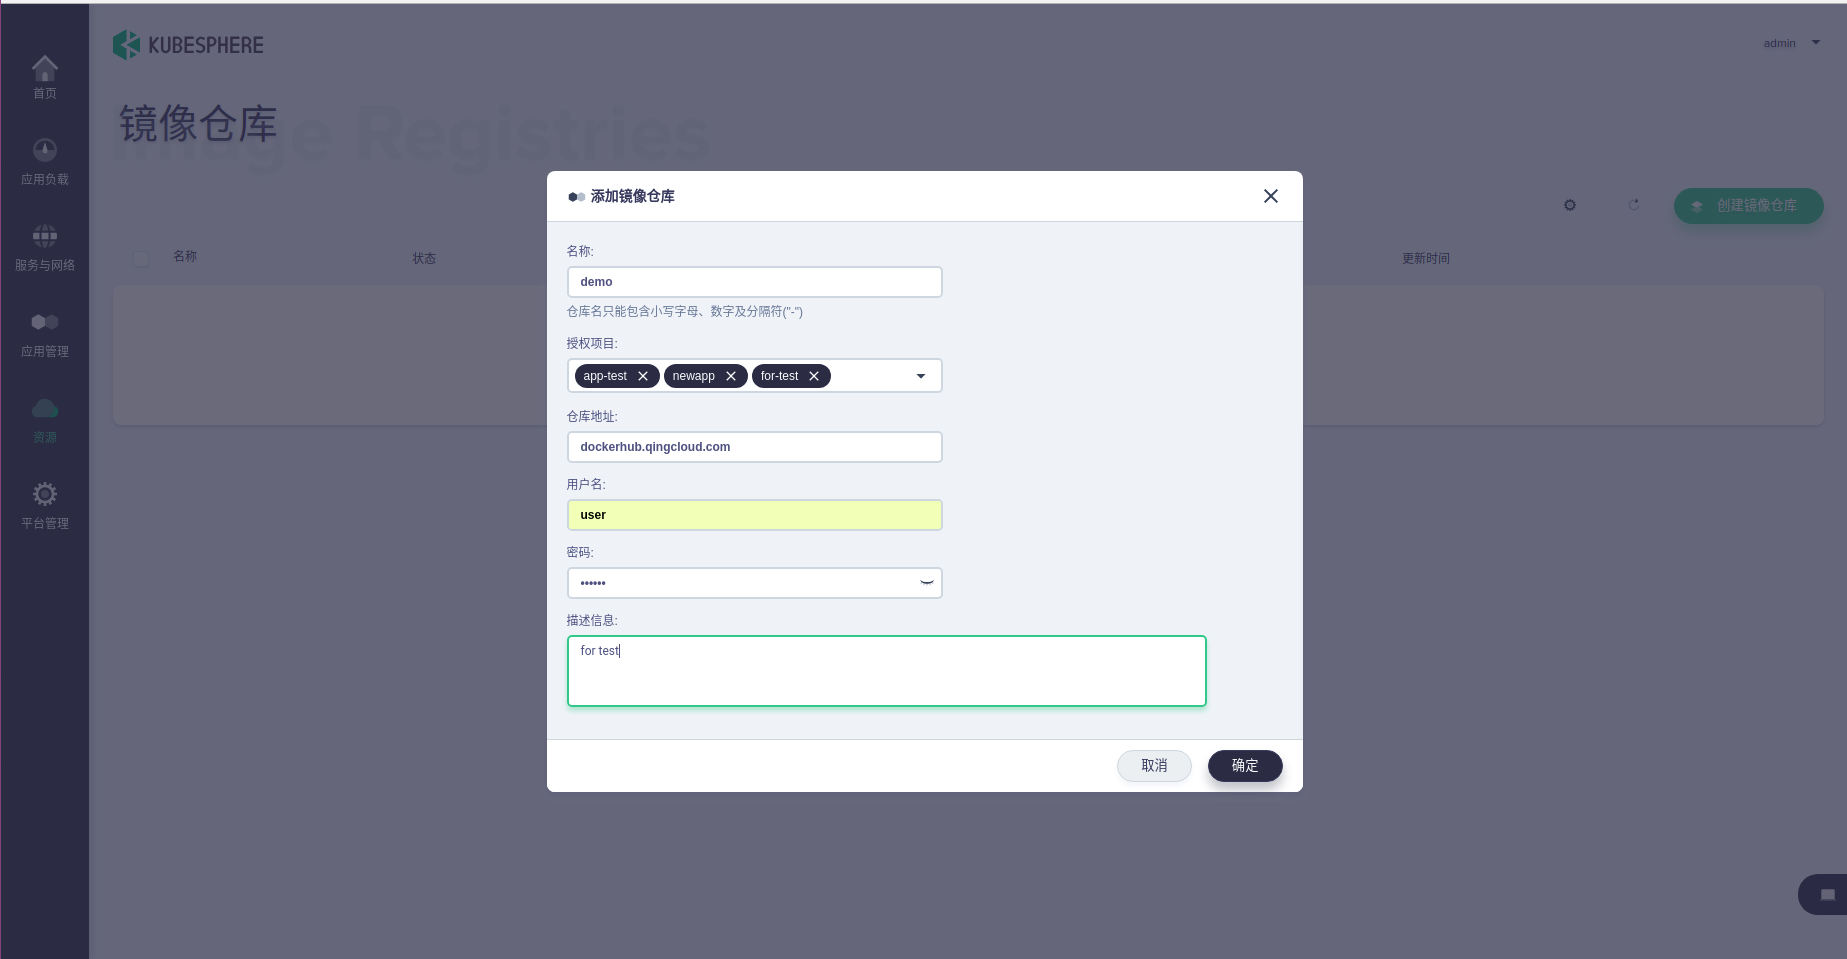 KUBESPHERE
admin
首页
镜像仓库
Image Registries
应用负载
添加镜像仓库
创建镜像仓库
服务与网络
名称
状态
更新时间
名称:
demo
仓库名只能包含小写字母、数字及分隔符("-")
应用管理
授权项目:
app-test
newapp
for-test
资源
仓库地址:
dockerhub.qingcloud.com
用户名:
user
平台管理
密码:
••••••
描述信息:
for test
取消
确定